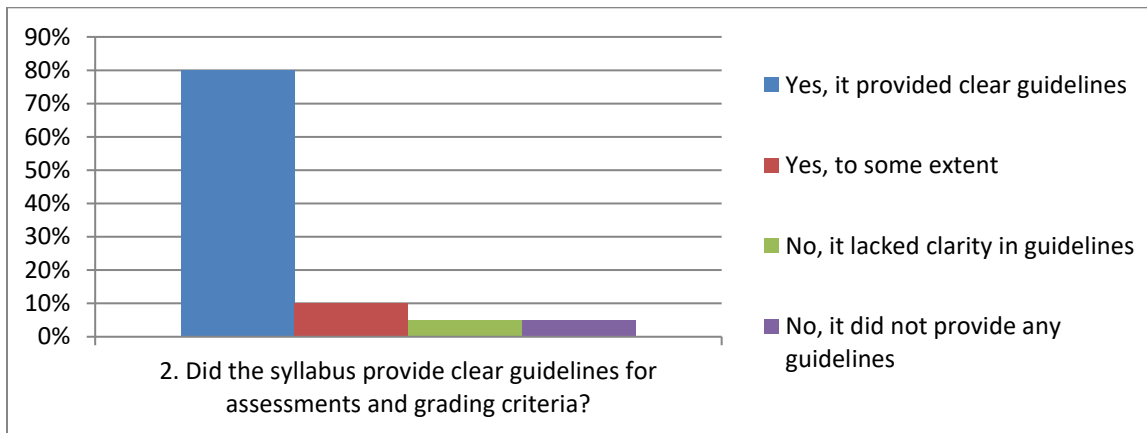 90%
80%
70%
60%
50%
40%
30%
20%
10%
0%
2. Did the syllabus provide clear guidelines for
assessments and grading criteria?
Yes, it provided clear guidelines
Yes, to some extent
No, it lacked clarity in guidelines
No, it did not provide any
guidelines